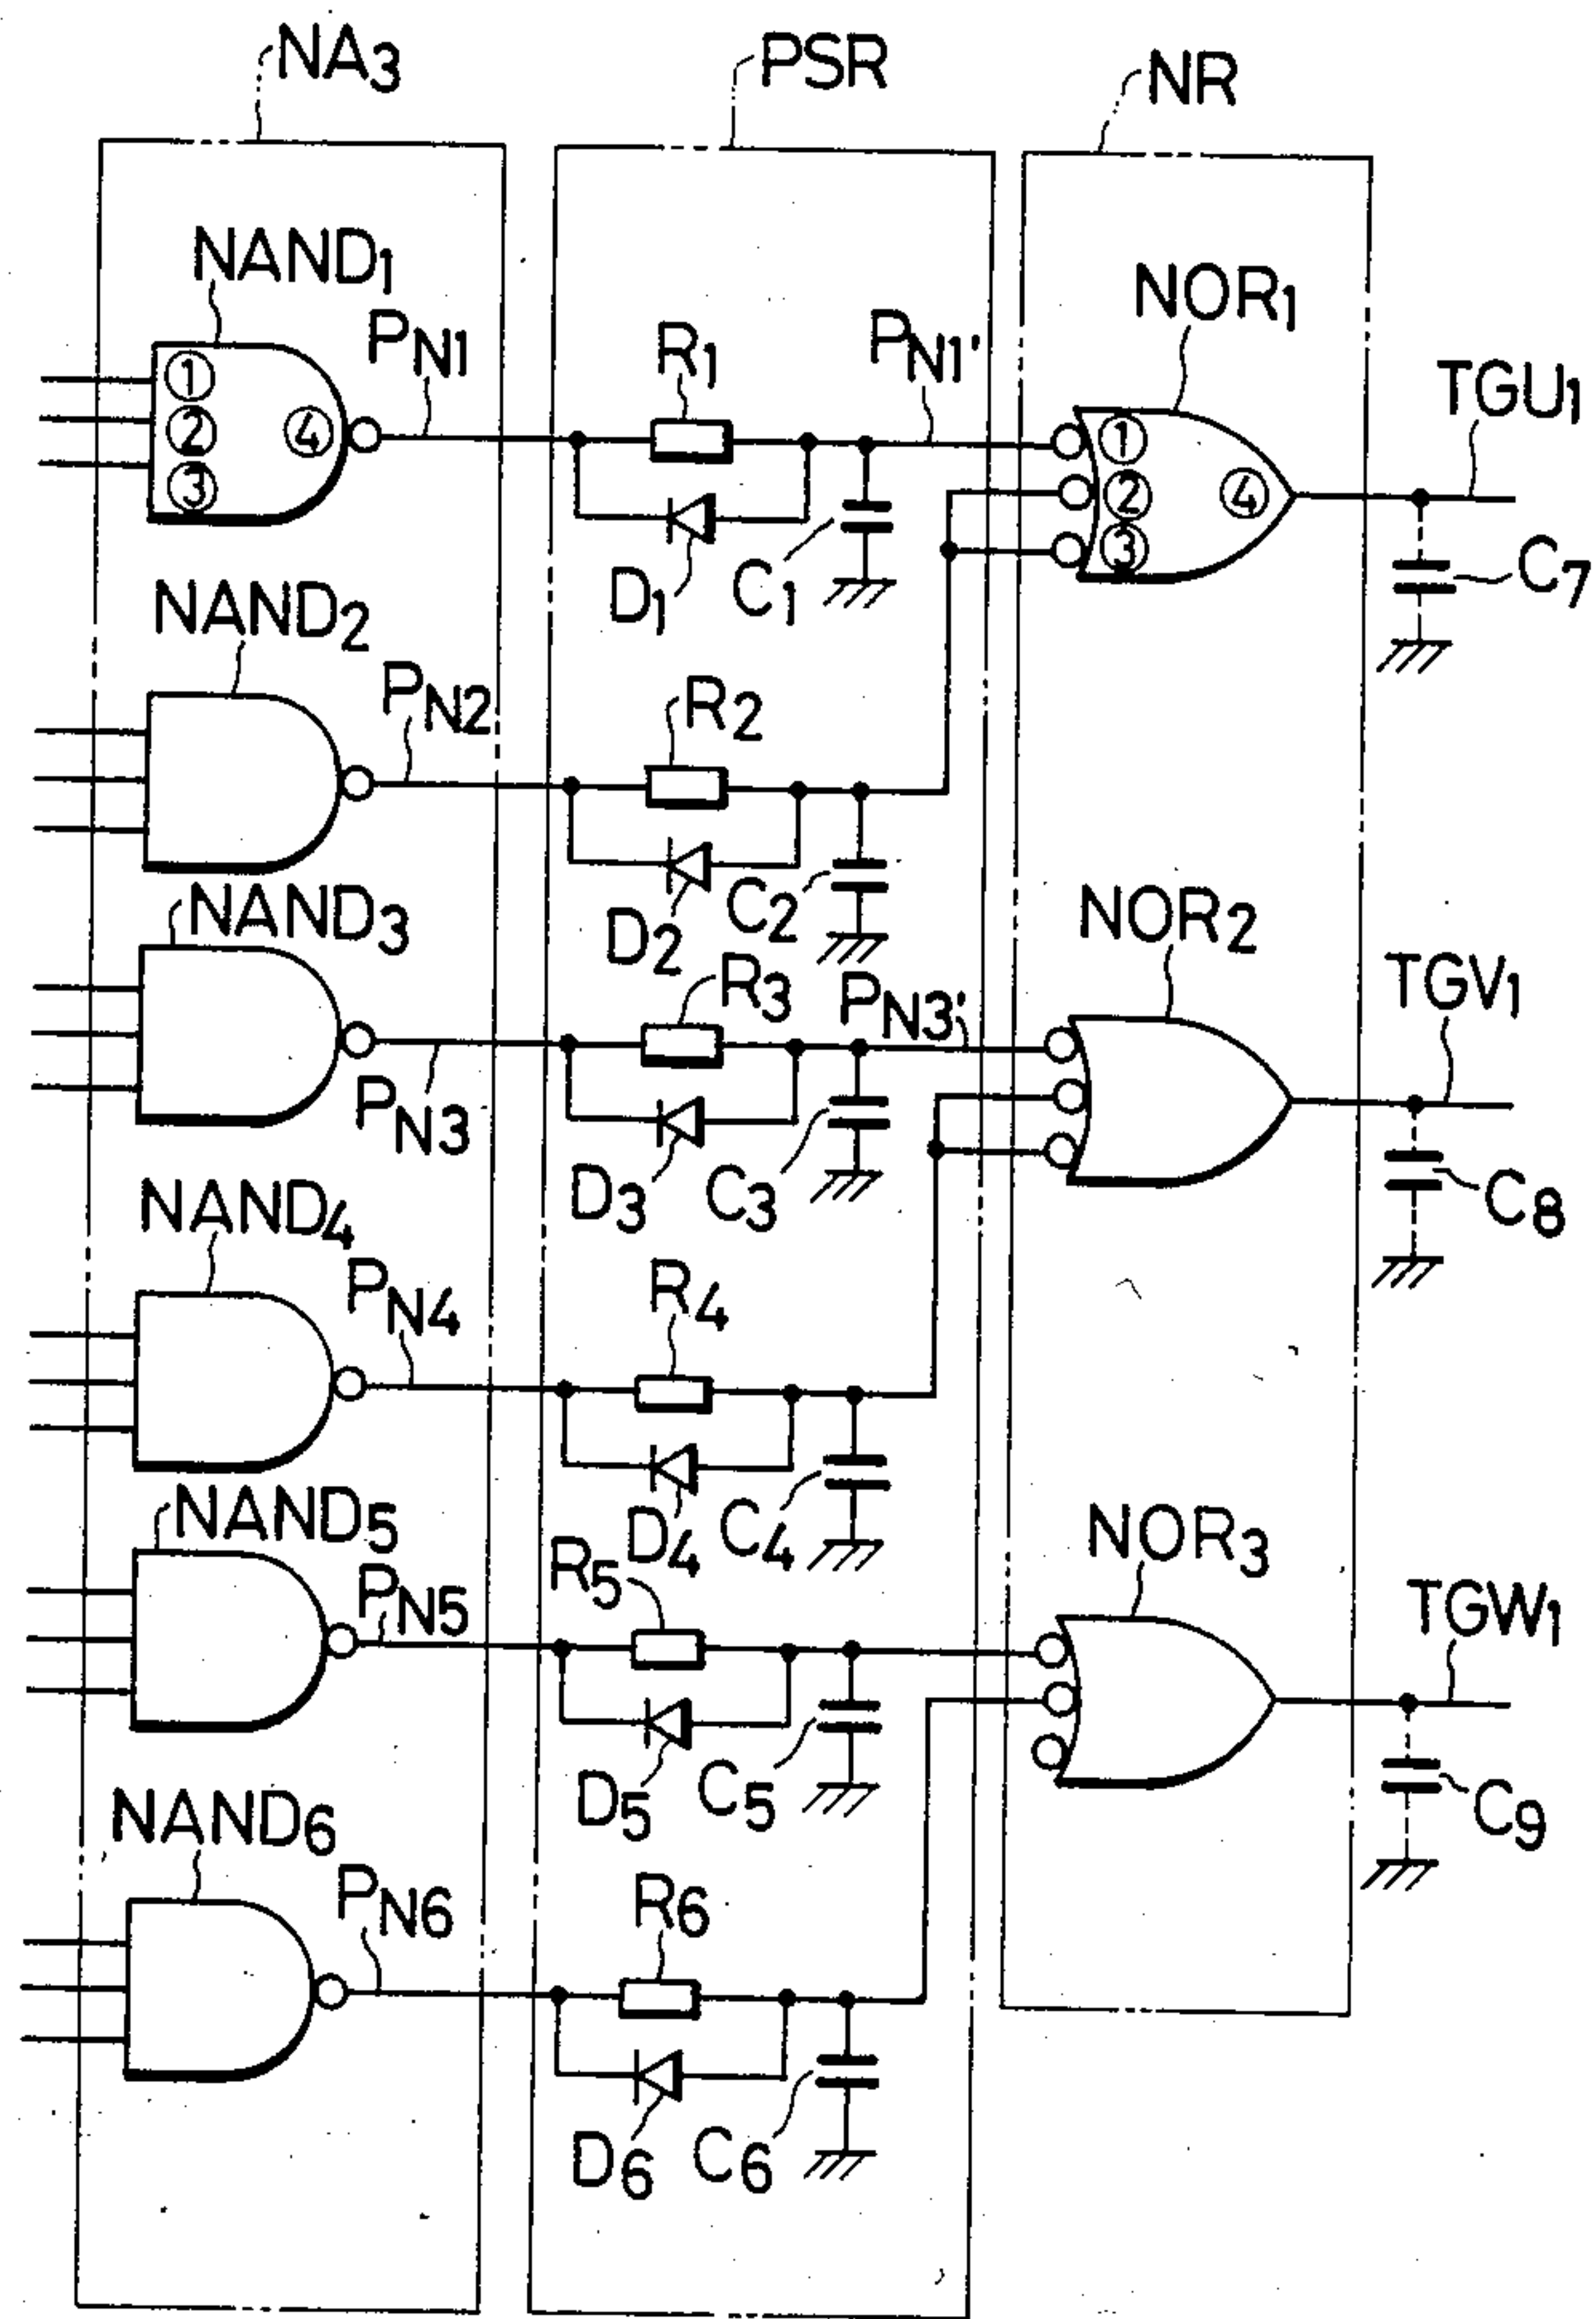 NA3
PSR
NR
NAND1
PN1
R1
PN1'
NOR1
TGU1
①
②
③
④
①
②
③
④
D1
C1
C7
NAND2
PN2
R2
D2
C2
NAND3
R3
PN3'
NOR2
TGV1
PN3
D3
C3
C8
NAND4
PN4
R4
D4
C4
NAND5
PN5
R5
NOR3
TGW1
D5
C5
C9
NAND6
PN6
R6
D6
C6